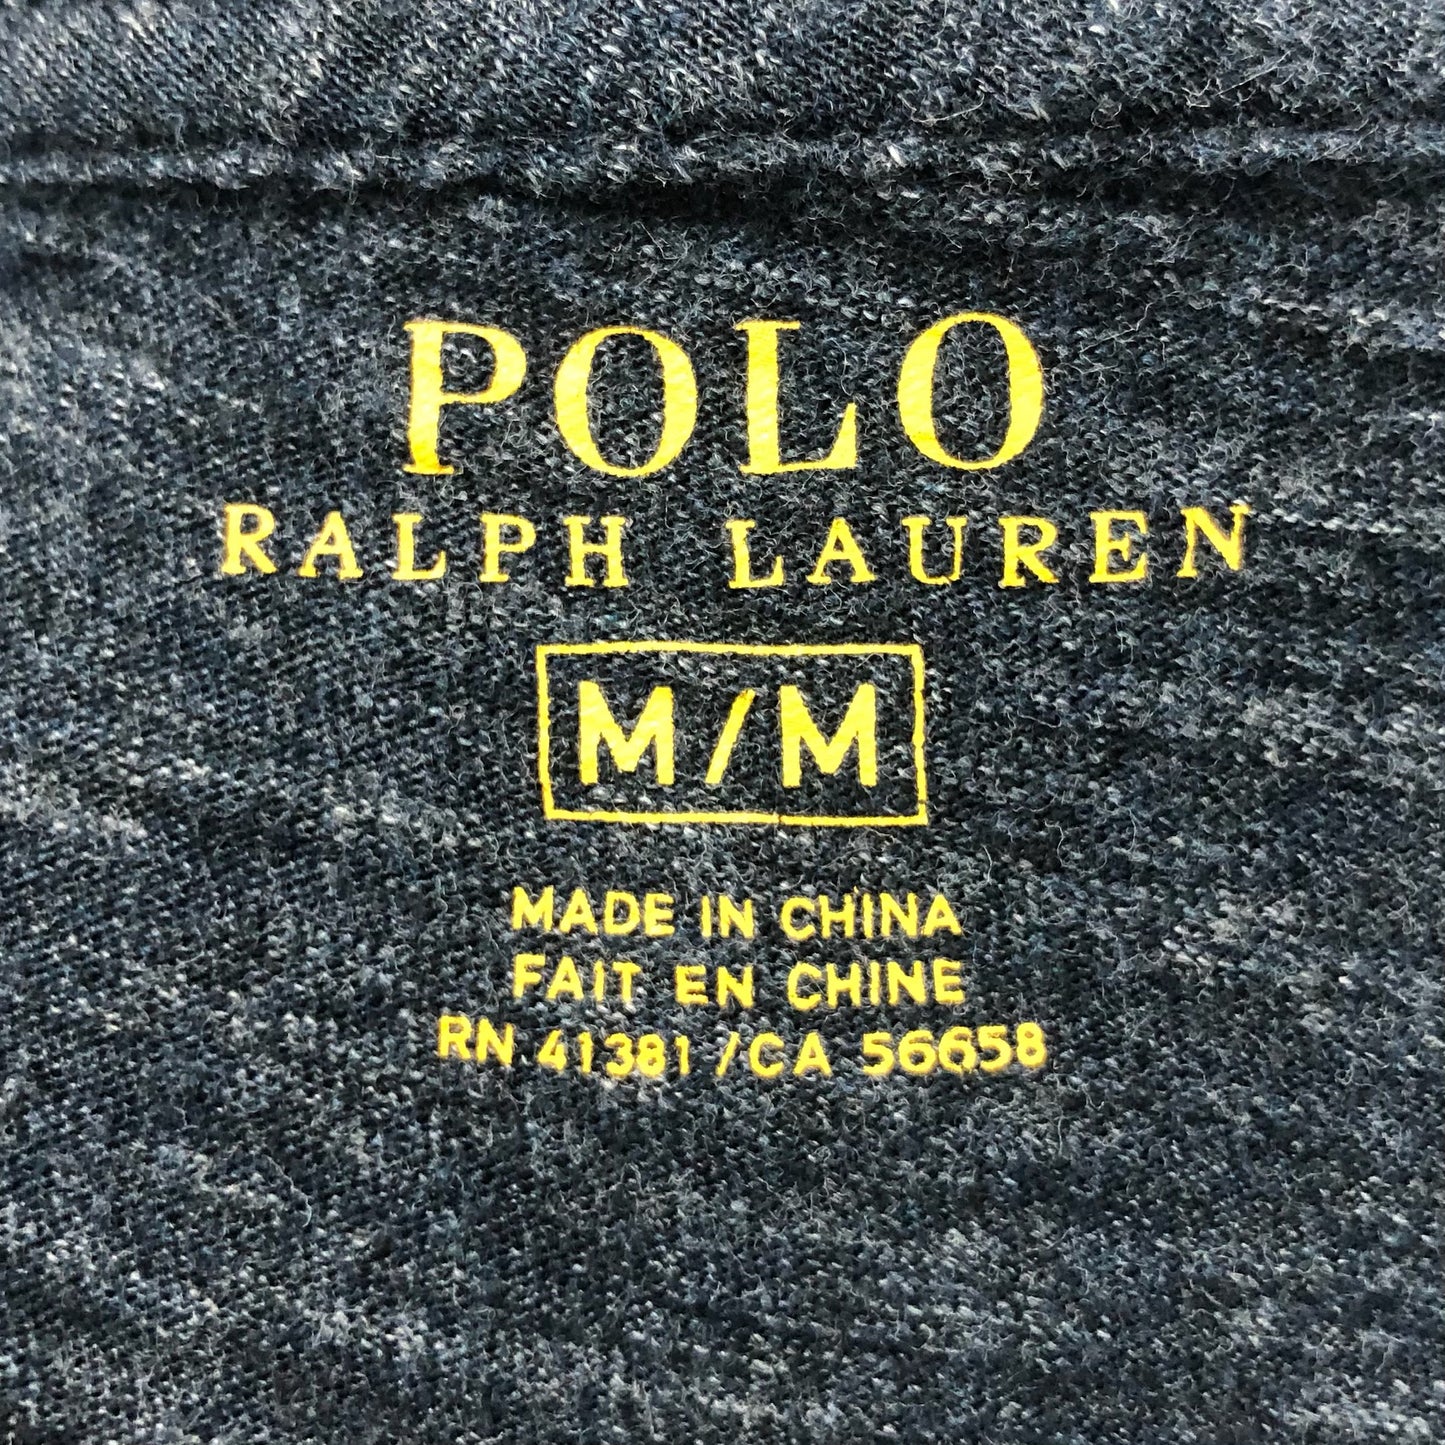 POLO
RALPH LAUREN
M/M
MADE IN CHINA
FAIT EN CHINE
RN 41381 /CA 56658